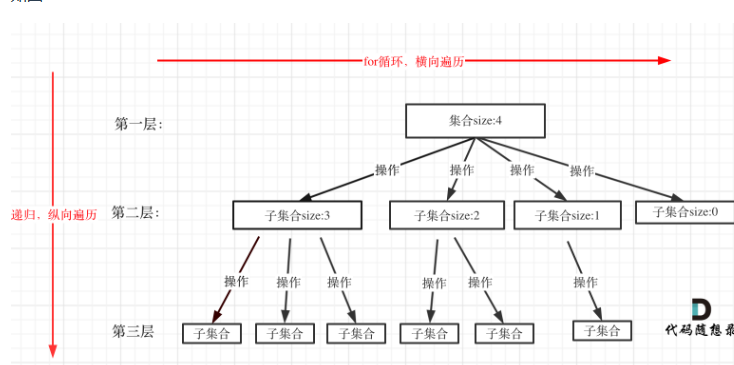 for循环，横向遍历
第一层：
集合size:4
操作 操作 操作 操作
递归，纵向遍历
第二层：
子集合size:3 子集合size:2 子集合size:1 子集合size:0
操作 操作 操作 操作 操作 操作
第三层
子集合 子集合 子集合 子集合 子集合 子集合
代码随想录